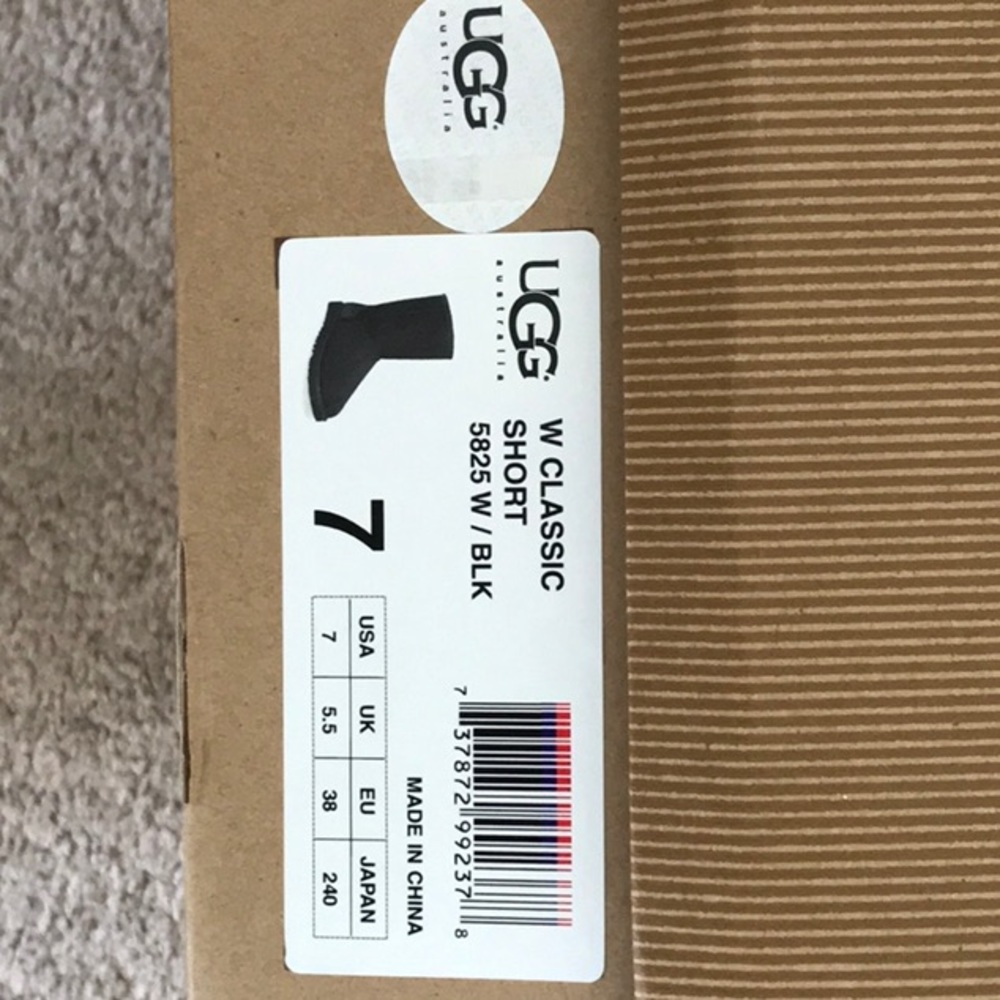 UGG
australia
UGG
australia
W CLASSIC
SHORT
5825 W / BLK
7
USA UK EU JAPAN
7 5.5 38 240
MADE IN CHINA
7 37872 99237 8